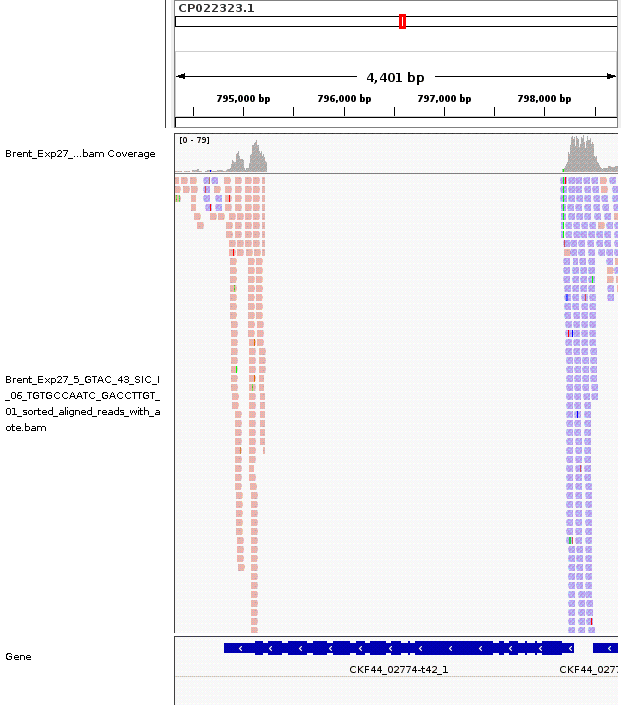 CP022323.1
4,401 bp
795,000 bp 796,000 bp 797,000 bp 798,000 bp
[0 - 79]
Brent_Exp27_...bam Coverage
Brent_Exp27_5_GTAC_43_SIC_I
_06_TGTGCCAATC_GACCTTGT_
01_sorted_aligned_reads_with_a
ote.bam
Gene
CKF44_02774-t42_1 CKF44_0277